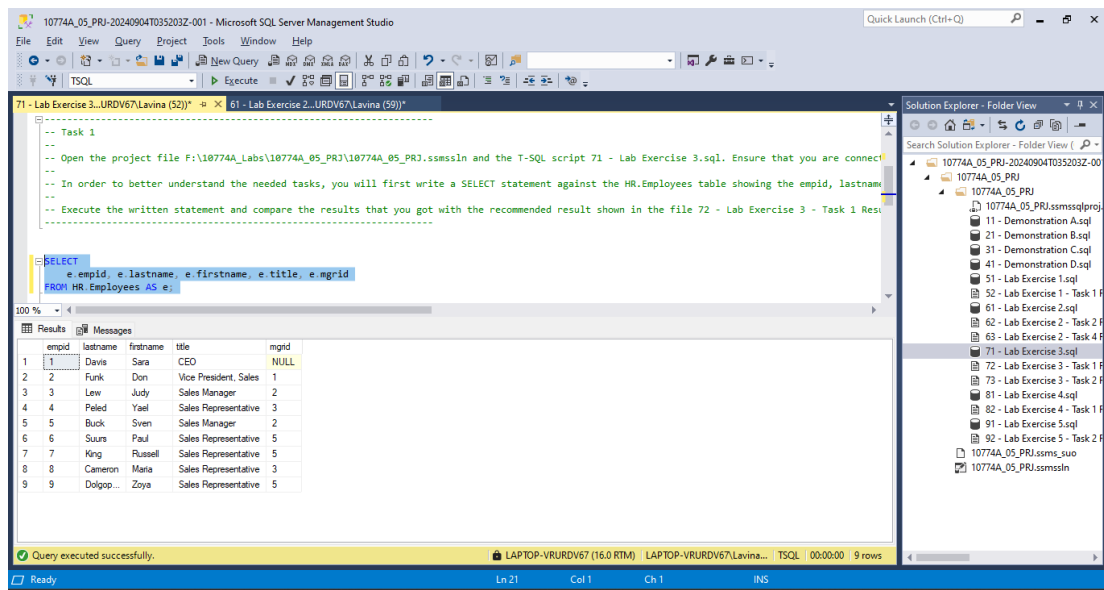 10774A_05_PRJ-20240904T035203Z-001 - Microsoft SQL Server Management Studio
Quick Launch (Ctrl+Q)
File Edit View Query Project Tools Window Help
New Query
TSQL
Execute
71 - Lab Exercise 3...URDV67\Lavina (52))*
61 - Lab Exercise 2...URDV67\Lavina (59))*
---------------------------------------------------------------------
-- Task 1
--
-- Open the project file F:\10774A_Labs\10774A_05_PRJ\10774A_05_PRJ.ssmssln and the T-SQL script 71 - Lab Exercise 3.sql. Ensure that you are connect
--
-- In order to better understand the needed tasks, you will first write a SELECT statement against the HR.Employees table showing the empid, lastname
--
-- Execute the written statement and compare the results that you got with the recommended result shown in the file 72 - Lab Exercise 3 - Task 1 Resu
---------------------------------------------------------------------
SELECT
e.empid, e.lastname, e.firstname, e.title, e.mgrid
FROM HR.Employees AS e;
100 %
Results Messages
empid lastname firstname title mgrid
1 1 Davis Sara CEO NULL
2 2 Funk Don Vice President, Sales 1
3 3 Lew Judy Sales Manager 2
4 4 Peled Yael Sales Representative 3
5 5 Buck Sven Sales Manager 2
6 6 Suurs Paul Sales Representative 5
7 7 King Russell Sales Representative 5
8 8 Cameron Maria Sales Representative 3
9 9 Dolgop... Zoya Sales Representative 5
Query executed successfully.
LAPTOP-VRURDV67 (16.0 RTM) LAPTOP-VRURDV67\Lavina... TSQL 00:00:00 9 rows
Solution Explorer - Folder View
Search Solution Explorer - Folder View (
10774A_05_PRJ-20240904T035203Z-00
10774A_05_PRJ
10774A_05_PRJ
10774A_05_PRJ.ssmssqlproj.
11 - Demonstration A.sql
21 - Demonstration B.sql
31 - Demonstration C.sql
41 - Demonstration D.sql
51 - Lab Exercise 1.sql
52 - Lab Exercise 1 - Task 1 F
61 - Lab Exercise 2.sql
62 - Lab Exercise 2 - Task 2 F
63 - Lab Exercise 2 - Task 4 F
71 - Lab Exercise 3.sql
72 - Lab Exercise 3 - Task 1 F
73 - Lab Exercise 3 - Task 2 F
81 - Lab Exercise 4.sql
82 - Lab Exercise 4 - Task 1 F
91 - Lab Exercise 5.sql
92 - Lab Exercise 5 - Task 2 F
10774A_05_PRJ.ssms_suo
10774A_05_PRJ.ssmssln
Ready
Ln 21 Col 1 Ch 1 INS